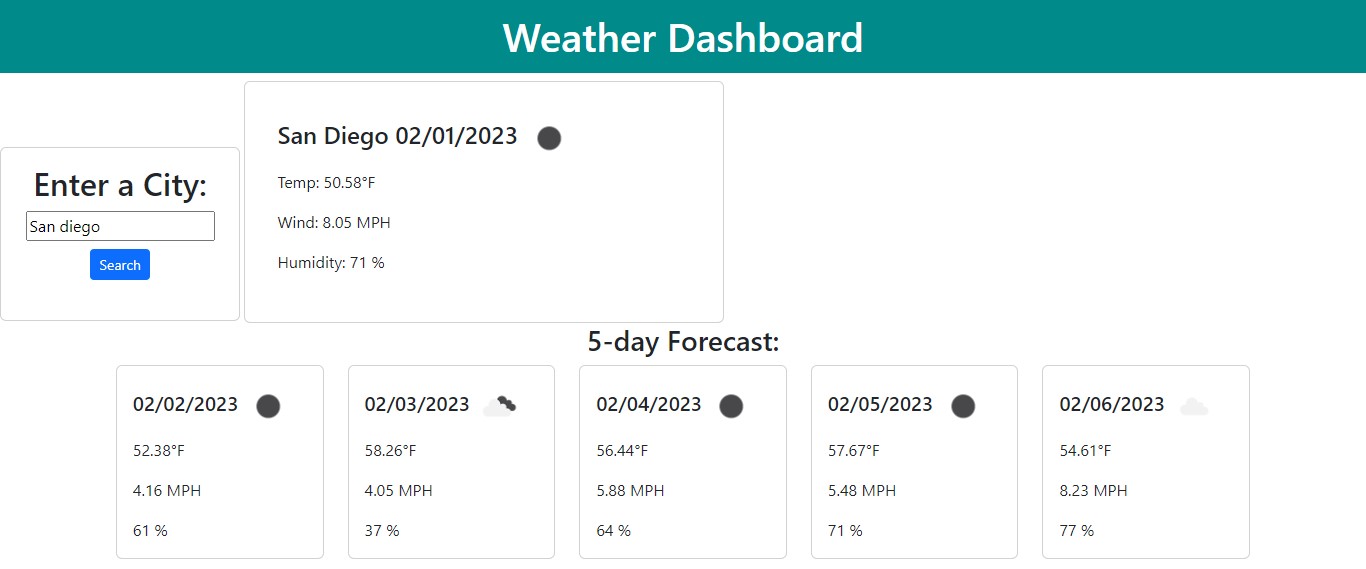 Weather Dashboard
Enter a City:
San diego
Search
San Diego 02/01/2023
Temp: 50.58°F
Wind: 8.05 MPH
Humidity: 71 %
5-day Forecast:
02/02/2023
52.38°F
4.16 MPH
61 %
02/03/2023
58.26°F
4.05 MPH
37 %
02/04/2023
56.44°F
5.88 MPH
64 %
02/05/2023
57.67°F
5.48 MPH
71 %
02/06/2023
54.61°F
8.23 MPH
77 %